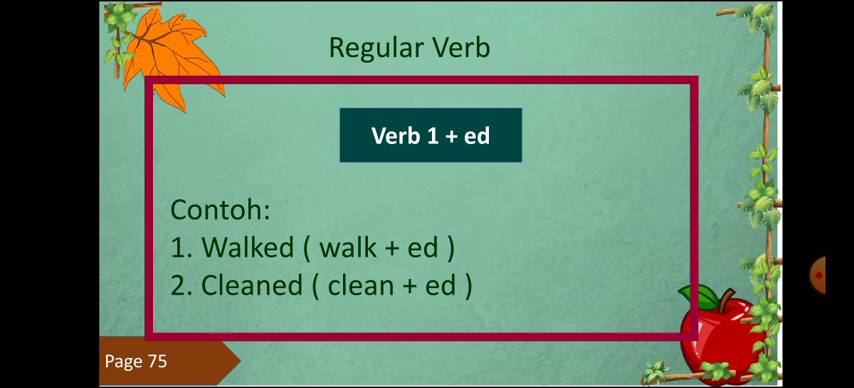 Regular Verb
Verb 1 + ed
Contoh:
1. Walked ( walk + ed )
2. Cleaned ( clean + ed )
Page 75